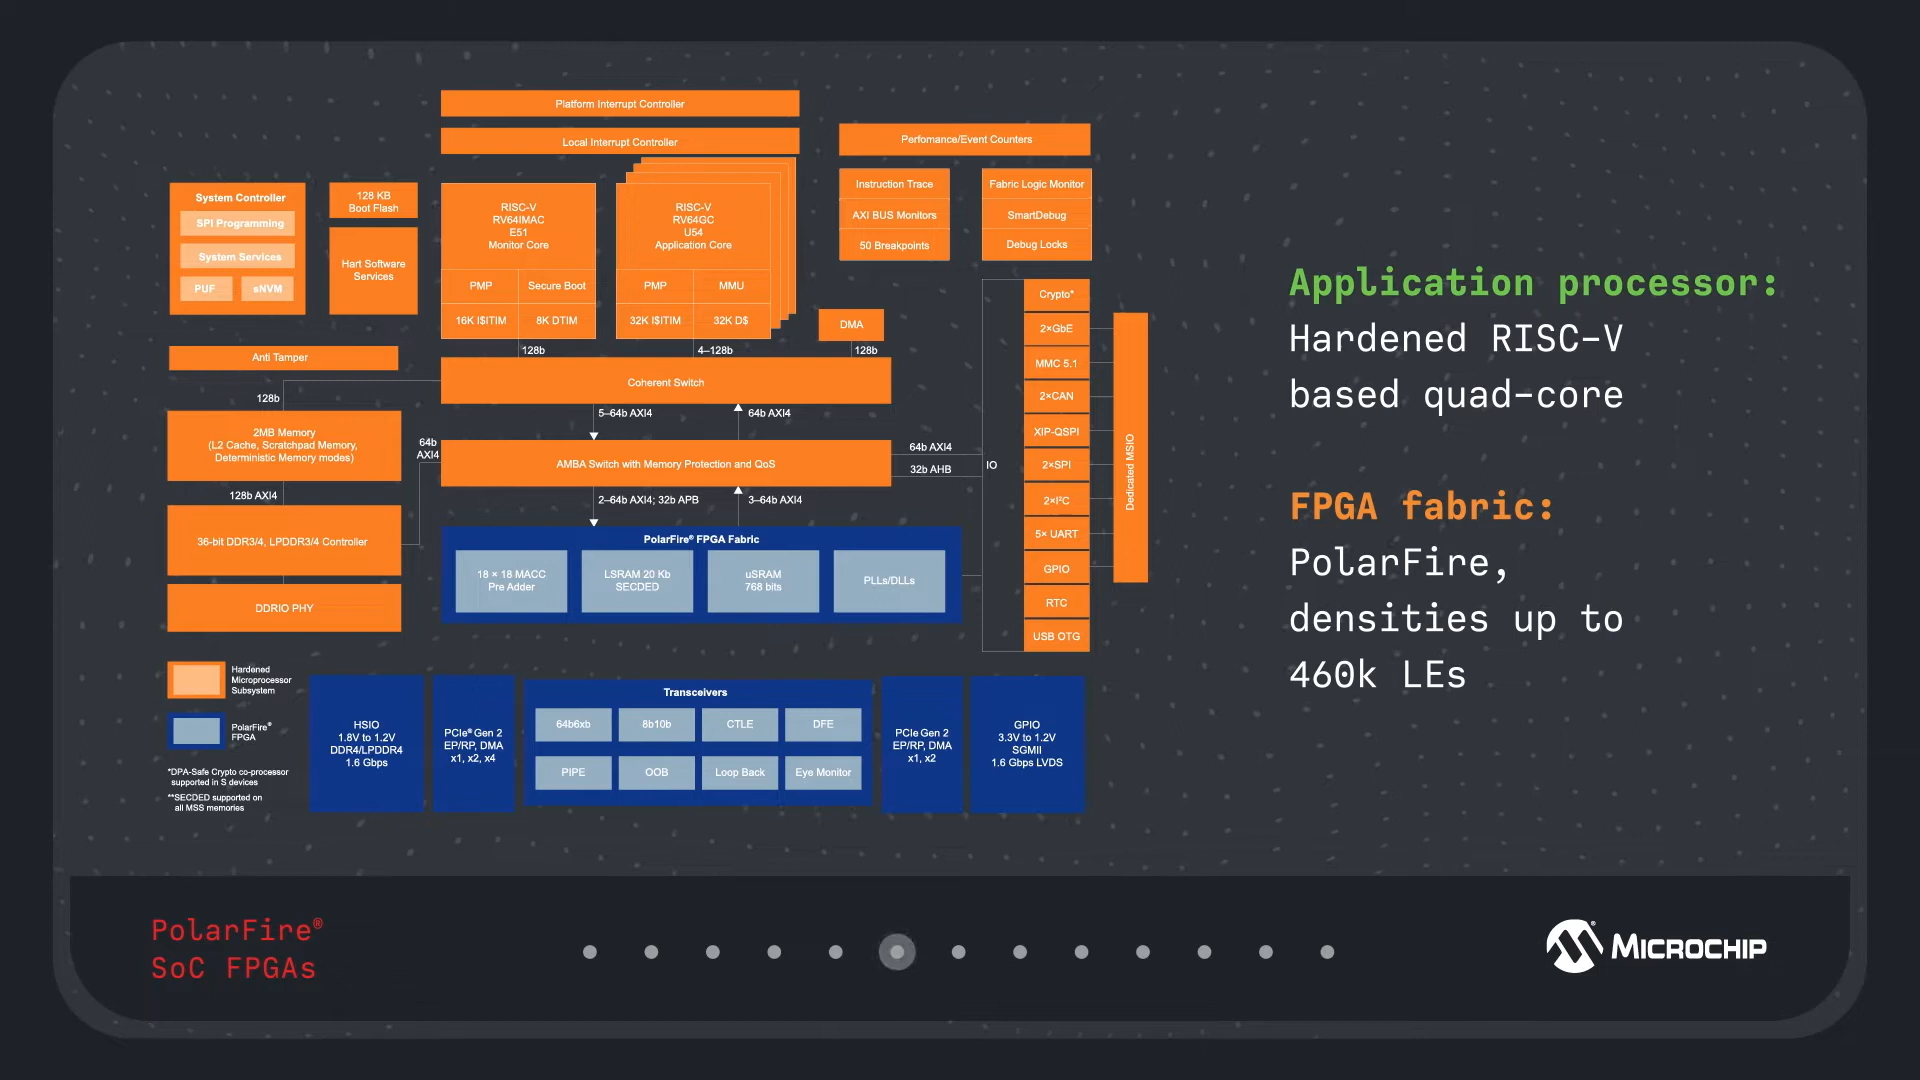 Platform Interrupt Controller
Local Interrupt Controller
Perfomance/Event Counters
System Controller
SPI Programming
System Services
PUF
sNVM
128 KB
Boot Flash
Hart Software
Services
RISC-V
RV64IMAC
E51
Monitor Core
PMP
Secure Boot
16K I$ITIM
8K DTIM
RISC-V
RV64GC
U54
Application Core
PMP
MMU
32K I$ITIM
32K D$
Instruction Trace
AXI BUS Monitors
50 Breakpoints
Fabric Logic Monitor
SmartDebug
Debug Locks
DMA
128b
4–128b
128b
Anti Tamper
Coherent Switch
128b
5–64b AXI4
64b AXI4
2MB Memory
(L2 Cache, Scratchpad Memory,
Deterministic Memory modes)
64b
AXI4
AMBA Switch with Memory Protection and QoS
64b AXI4
32b AHB
IO
128b AXI4
2–64b AXI4; 32b APB
3–64b AXI4
36-bit DDR3/4, LPDDR3/4 Controller
DDRIO PHY
PolarFire® FPGA Fabric
18 × 18 MACC
Pre Adder
LSRAM 20 Kb
SECDED
uSRAM
768 bits
PLLs/DLLs
Crypto*
2×GbE
MMC 5.1
2×CAN
XIP-QSPI
2×SPI
2×I²C
5× UART
GPIO
RTC
USB OTG
Dedicated MSIO
Hardened
Microprocessor
Subsystem
PolarFire®
FPGA
*DPA-Safe Crypto co-processor
supported in S devices
**SECDED supported on
all MSS memories
HSIO
1.8V to 1.2V
DDR4/LPDDR4
1.6 Gbps
PCIe® Gen 2
EP/RP, DMA
x1, x2, x4
Transceivers
64b6xb
8b10b
CTLE
DFE
PIPE
OOB
Loop Back
Eye Monitor
PCIe Gen 2
EP/RP, DMA
x1, x2
GPIO
3.3V to 1.2V
SGMII
1.6 Gbps LVDS
Application processor:
Hardened RISC-V
based quad-core
FPGA fabric:
PolarFire,
densities up to
460k LEs
PolarFire®
SoC FPGAs
MICROCHIP